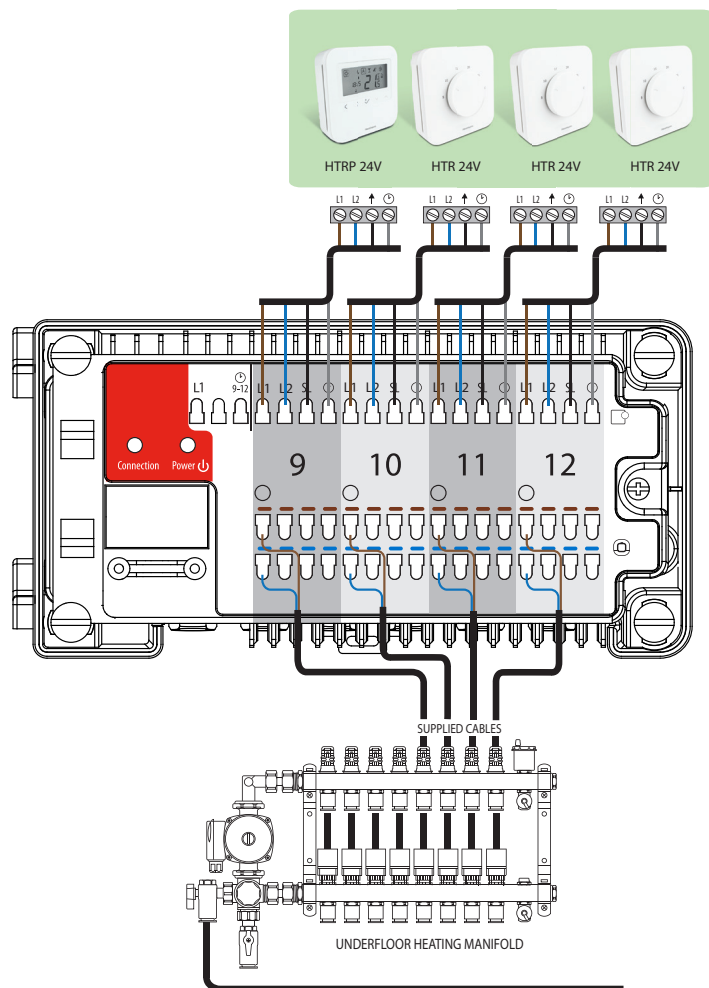 HTRP 24V HTR 24V HTR 24V HTR 24V
L1 L2 L1 L2 L1 L2 L1 L2
L1 9-12 L1 L2 SL L1 L2 SL L1 L2 SL L1 L2 SL
Connection Power
9 10 11 12
SUPPLIED CABLES
UNDERFLOOR HEATING MANIFOLD